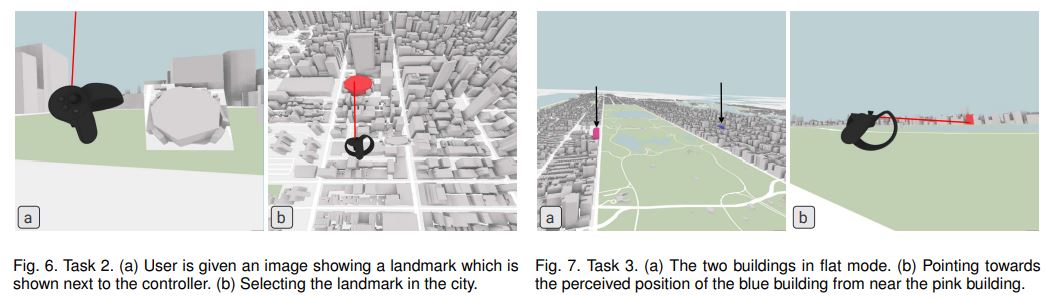 a
b
a
b
Fig. 6. Task 2. (a) User is given an image showing a landmark which is
shown next to the controller. (b) Selecting the landmark in the city.
Fig. 7. Task 3. (a) The two buildings in flat mode. (b) Pointing towards
the perceived position of the blue building from near the pink building.